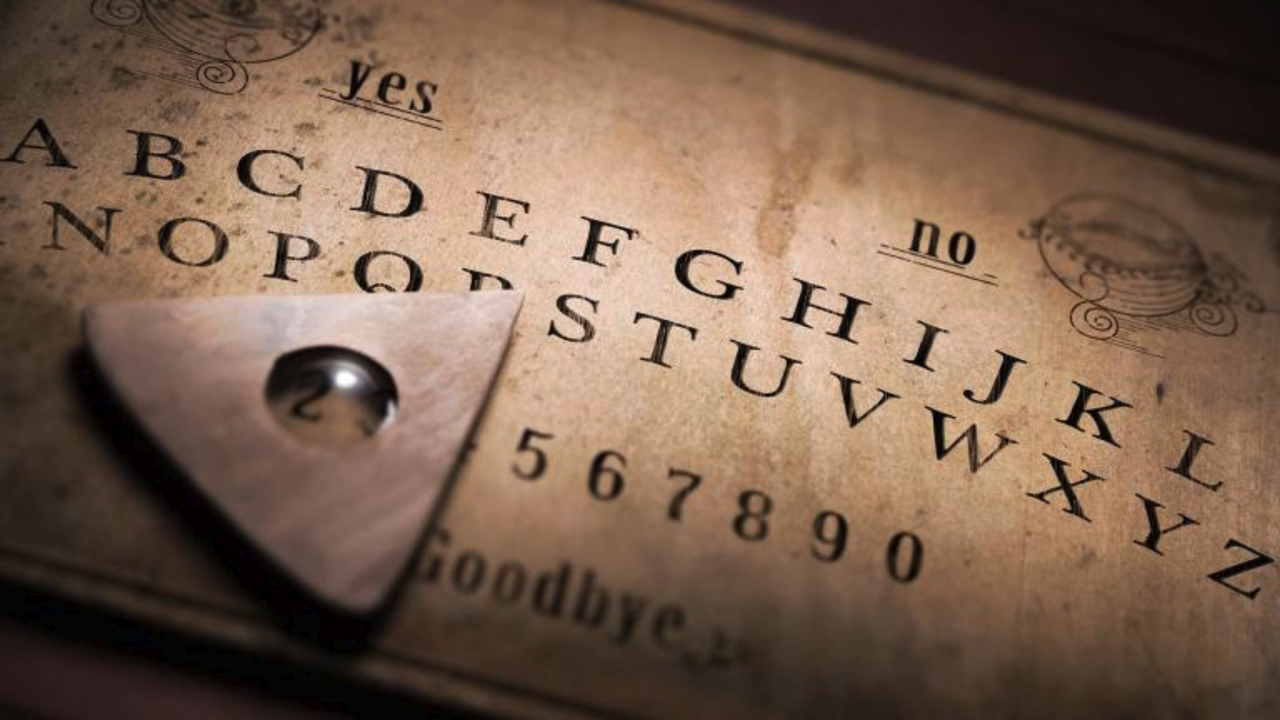 yes
no
A B C D E F G H I J K L
N O P Q R S T U V W X Y Z
2 5 6 7 8 9 0
Goodbye